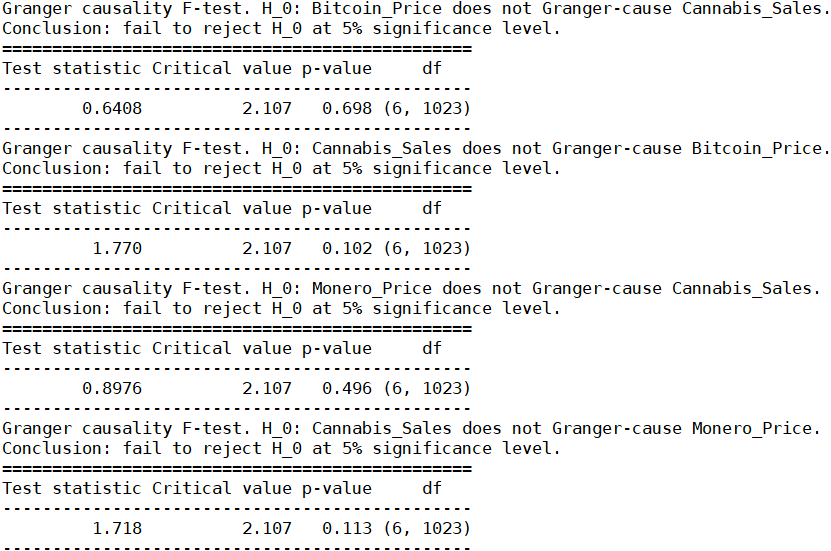 Granger causality F-test. H_0: Bitcoin_Price does not Granger-cause Cannabis_Sales.
Conclusion: fail to reject H_0 at 5% significance level.
===============================================
Test statistic Critical value p-value     df
-----------------------------------------------
        0.6408          2.107   0.698 (6, 1023)
-----------------------------------------------
Granger causality F-test. H_0: Cannabis_Sales does not Granger-cause Bitcoin_Price.
Conclusion: fail to reject H_0 at 5% significance level.
===============================================
Test statistic Critical value p-value     df
-----------------------------------------------
         1.770          2.107   0.102 (6, 1023)
-----------------------------------------------
Granger causality F-test. H_0: Monero_Price does not Granger-cause Cannabis_Sales.
Conclusion: fail to reject H_0 at 5% significance level.
===============================================
Test statistic Critical value p-value     df
-----------------------------------------------
        0.8976          2.107   0.496 (6, 1023)
-----------------------------------------------
Granger causality F-test. H_0: Cannabis_Sales does not Granger-cause Monero_Price.
Conclusion: fail to reject H_0 at 5% significance level.
===============================================
Test statistic Critical value p-value     df
-----------------------------------------------
         1.718          2.107   0.113 (6, 1023)
-----------------------------------------------